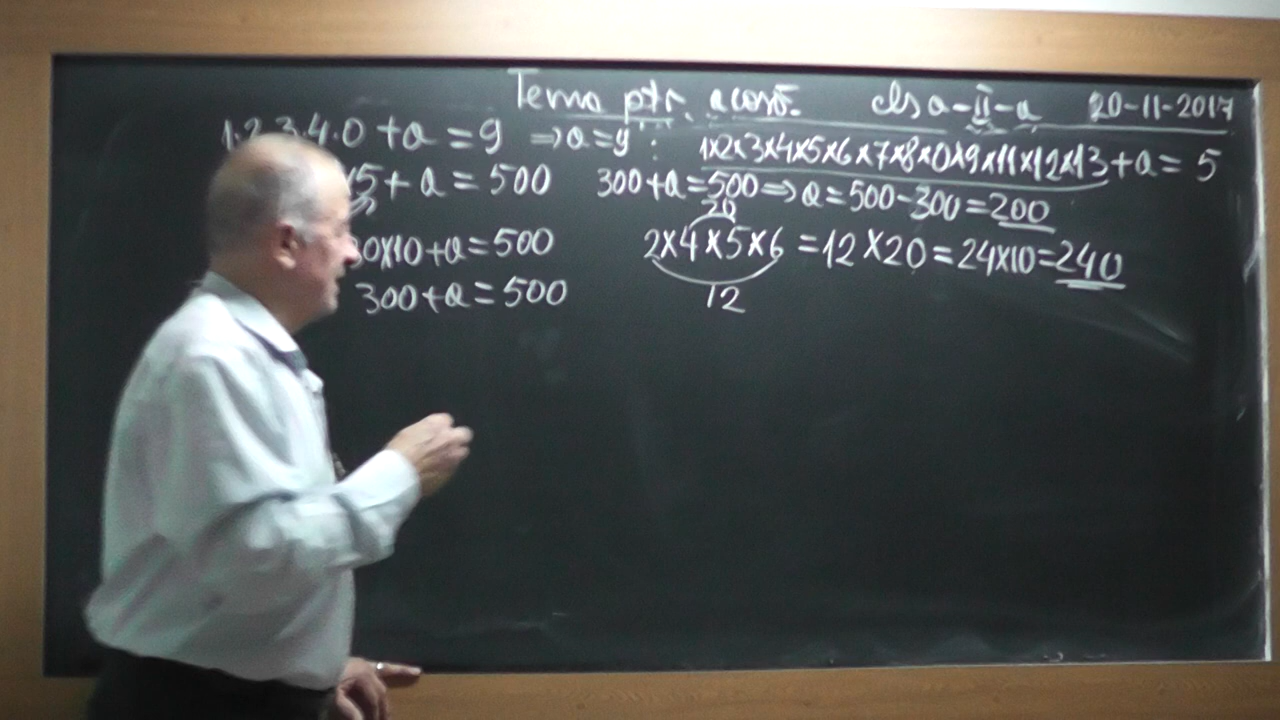 Tema ptr. acasă. cls a-II-a 20-11-2017
1.2.3.4.0 +a = 9 ⇒a=9 : 1x2x3x4x5x6x7x8x0x9x11x12x13+a = 5
5+a = 500 300+a=500⇒a=500-300=200
20
0x10+a=500 2x4x5x6 =12x20=24x10=240
300+a=500 12